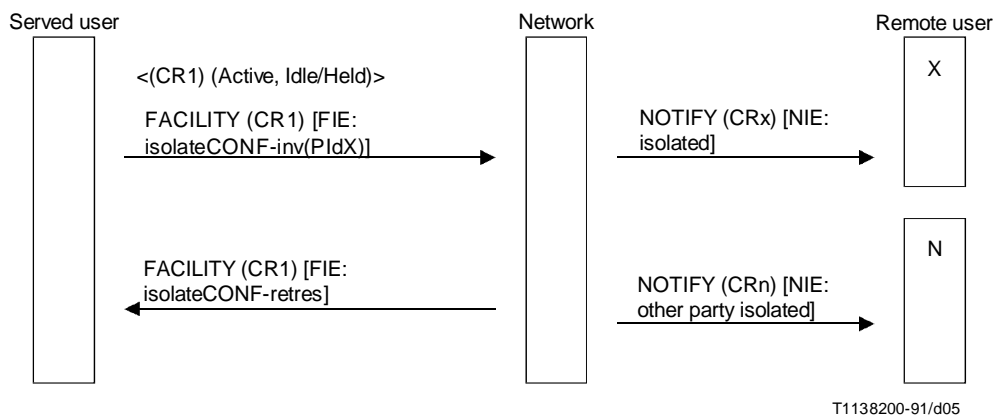 Served user
Network
Remote user
X
<(CR1) (Active, Idle/Held)>
FACILITY (CR1) [FIE:
isolateCONF-inv(PIdX)]
NOTIFY (CRx) [NIE:
isolated]
N
FACILITY (CR1) [FIE:
isolateCONF-retres]
NOTIFY (CRn) [NIE:
other party isolated]
T1138200-91/d05